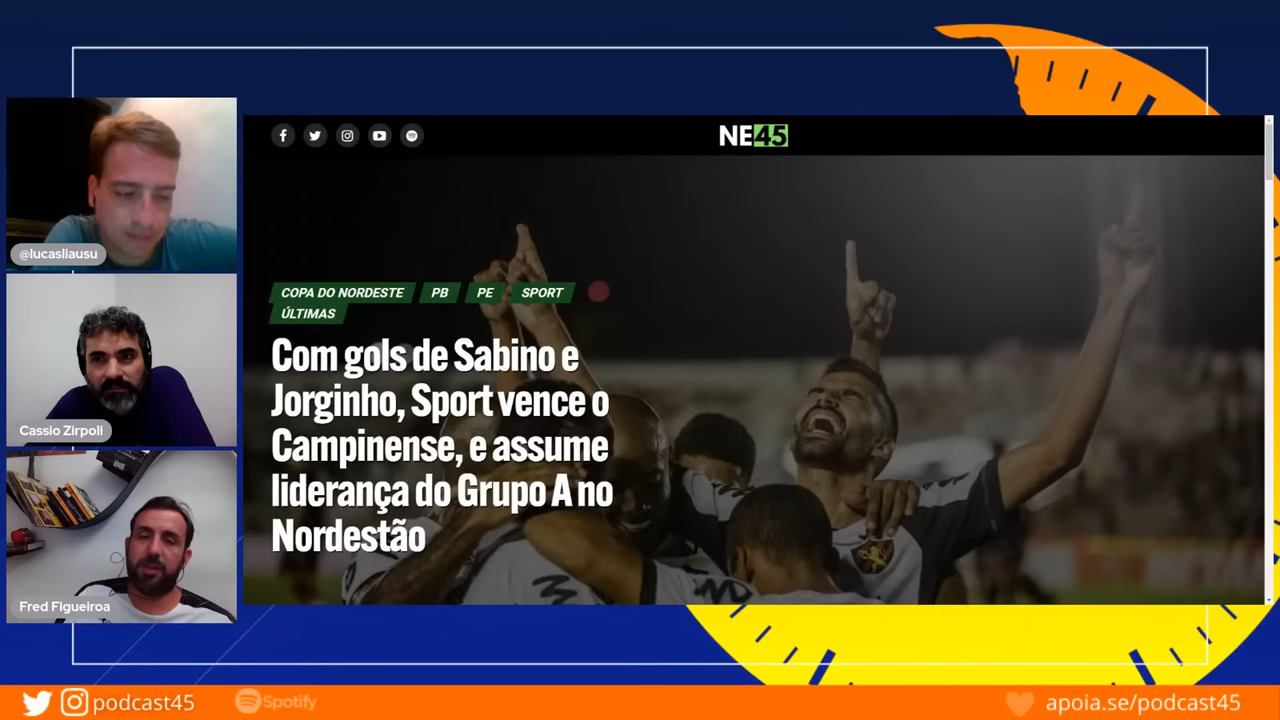 @lucasliausu
Cassio Zirpoli
Fred Figueiroa
NE45
COPA DO NORDESTE PB PE SPORT
ÚLTIMAS
Com gols de Sabino e
Jorginho, Sport vence o
Campinense, e assume
liderança do Grupo A no
Nordestão
podcast45 Spotify apoia.se/podcast45